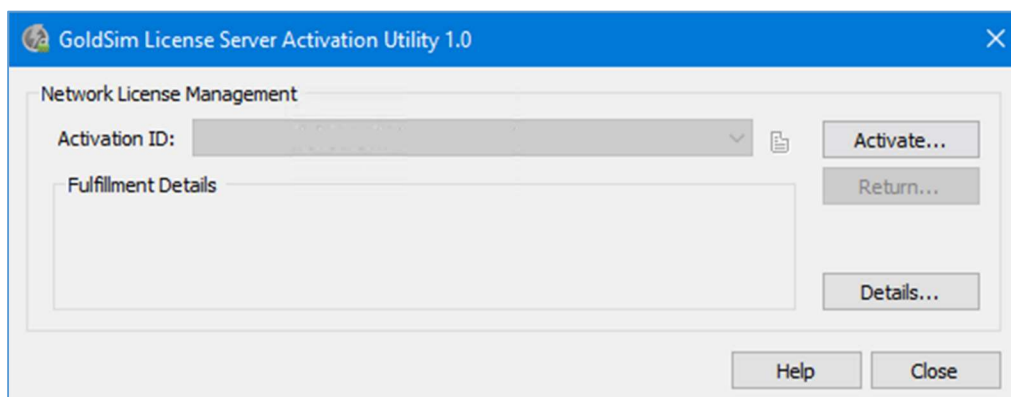 GoldSim License Server Activation Utility 1.0
Network License Management
Activation ID:
Activate...
Fulfillment Details
Return...
Details...
Help
Close